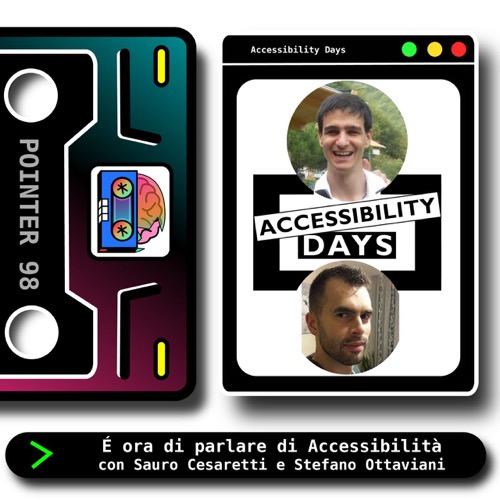 POINTER 98
Accessibility Days
ACCESSIBILITY
DAYS
É ora di parlare di Accessibilità
con Sauro Cesaretti e Stefano Ottaviani